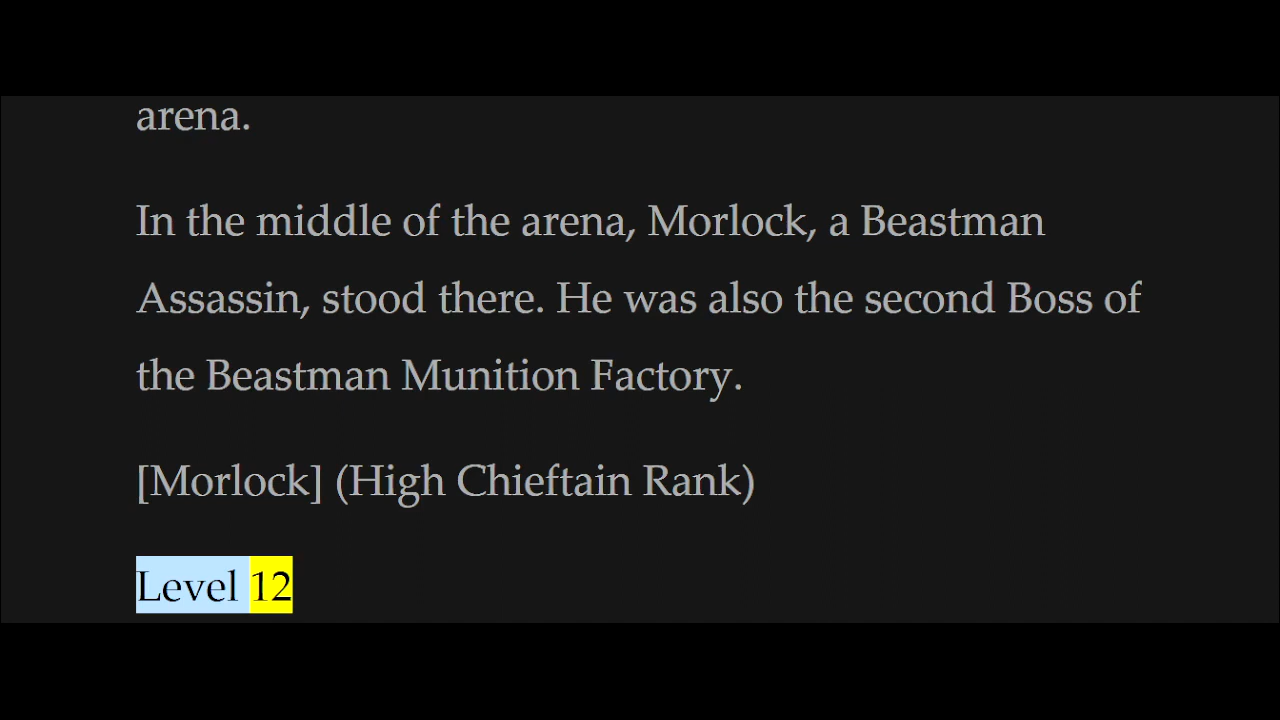 arena.
In the middle of the arena, Morlock, a Beastman
Assassin, stood there. He was also the second Boss of
the Beastman Munition Factory.
[Morlock] (High Chieftain Rank)
Level 12